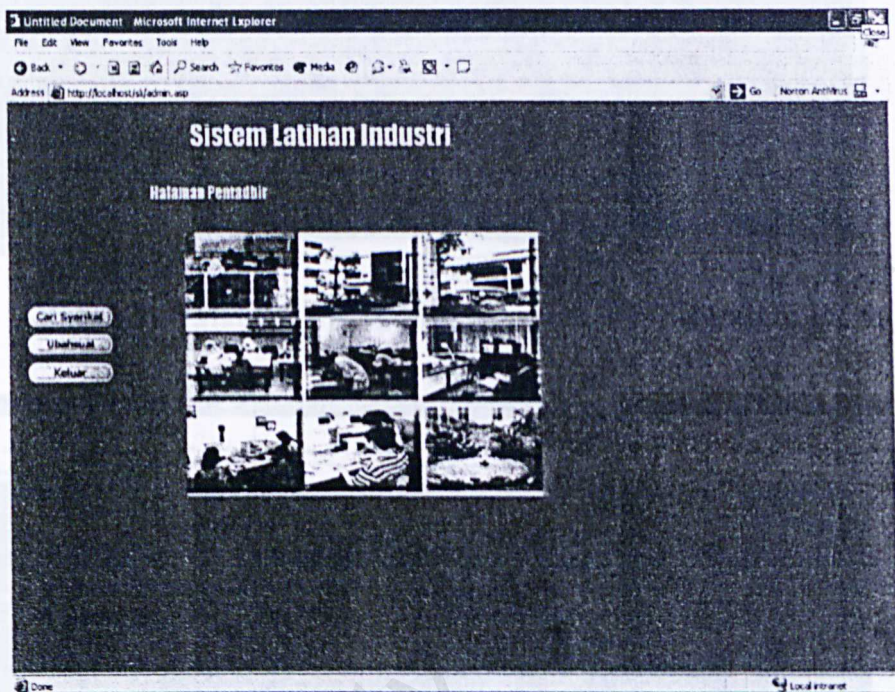 Untitled Document Microsoft Internet Explorer
Close
File Edit View Favorites Tools Help
Back Search Favorites Media
Address http://localhost/sli/admin.asp Go Norton AntiVirus
Sistem Latihan Industri
Halaman Pentadbir
Cari Syarikat
Ubahsuai
Keluar
Done Local intranet